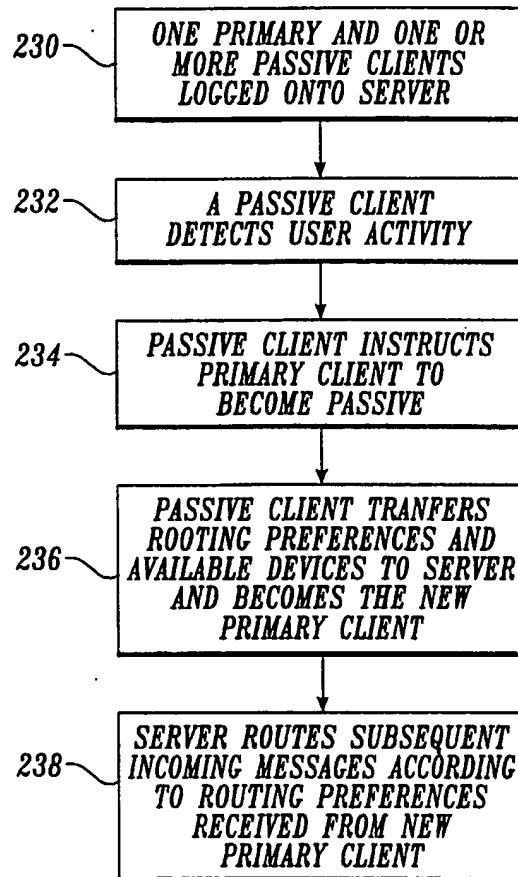 230
ONE PRIMARY AND ONE OR
MORE PASSIVE CLIENTS
LOGGED ONTO SERVER
232
A PASSIVE CLIENT
DETECTS USER ACTIVITY
234
PASSIVE CLIENT INSTRUCTS
PRIMARY CLIENT TO
BECOME PASSIVE
236
PASSIVE CLIENT TRANFERS
ROOTING PREFERENCES AND
AVAILABLE DEVICES TO SERVER
AND BECOMES THE NEW
PRIMARY CLIENT
238
SERVER ROUTES SUBSEQUENT
INCOMING MESSAGES ACCORDING
TO ROUTING PREFERENCES
RECEIVED FROM NEW
PRIMARY CLIENT